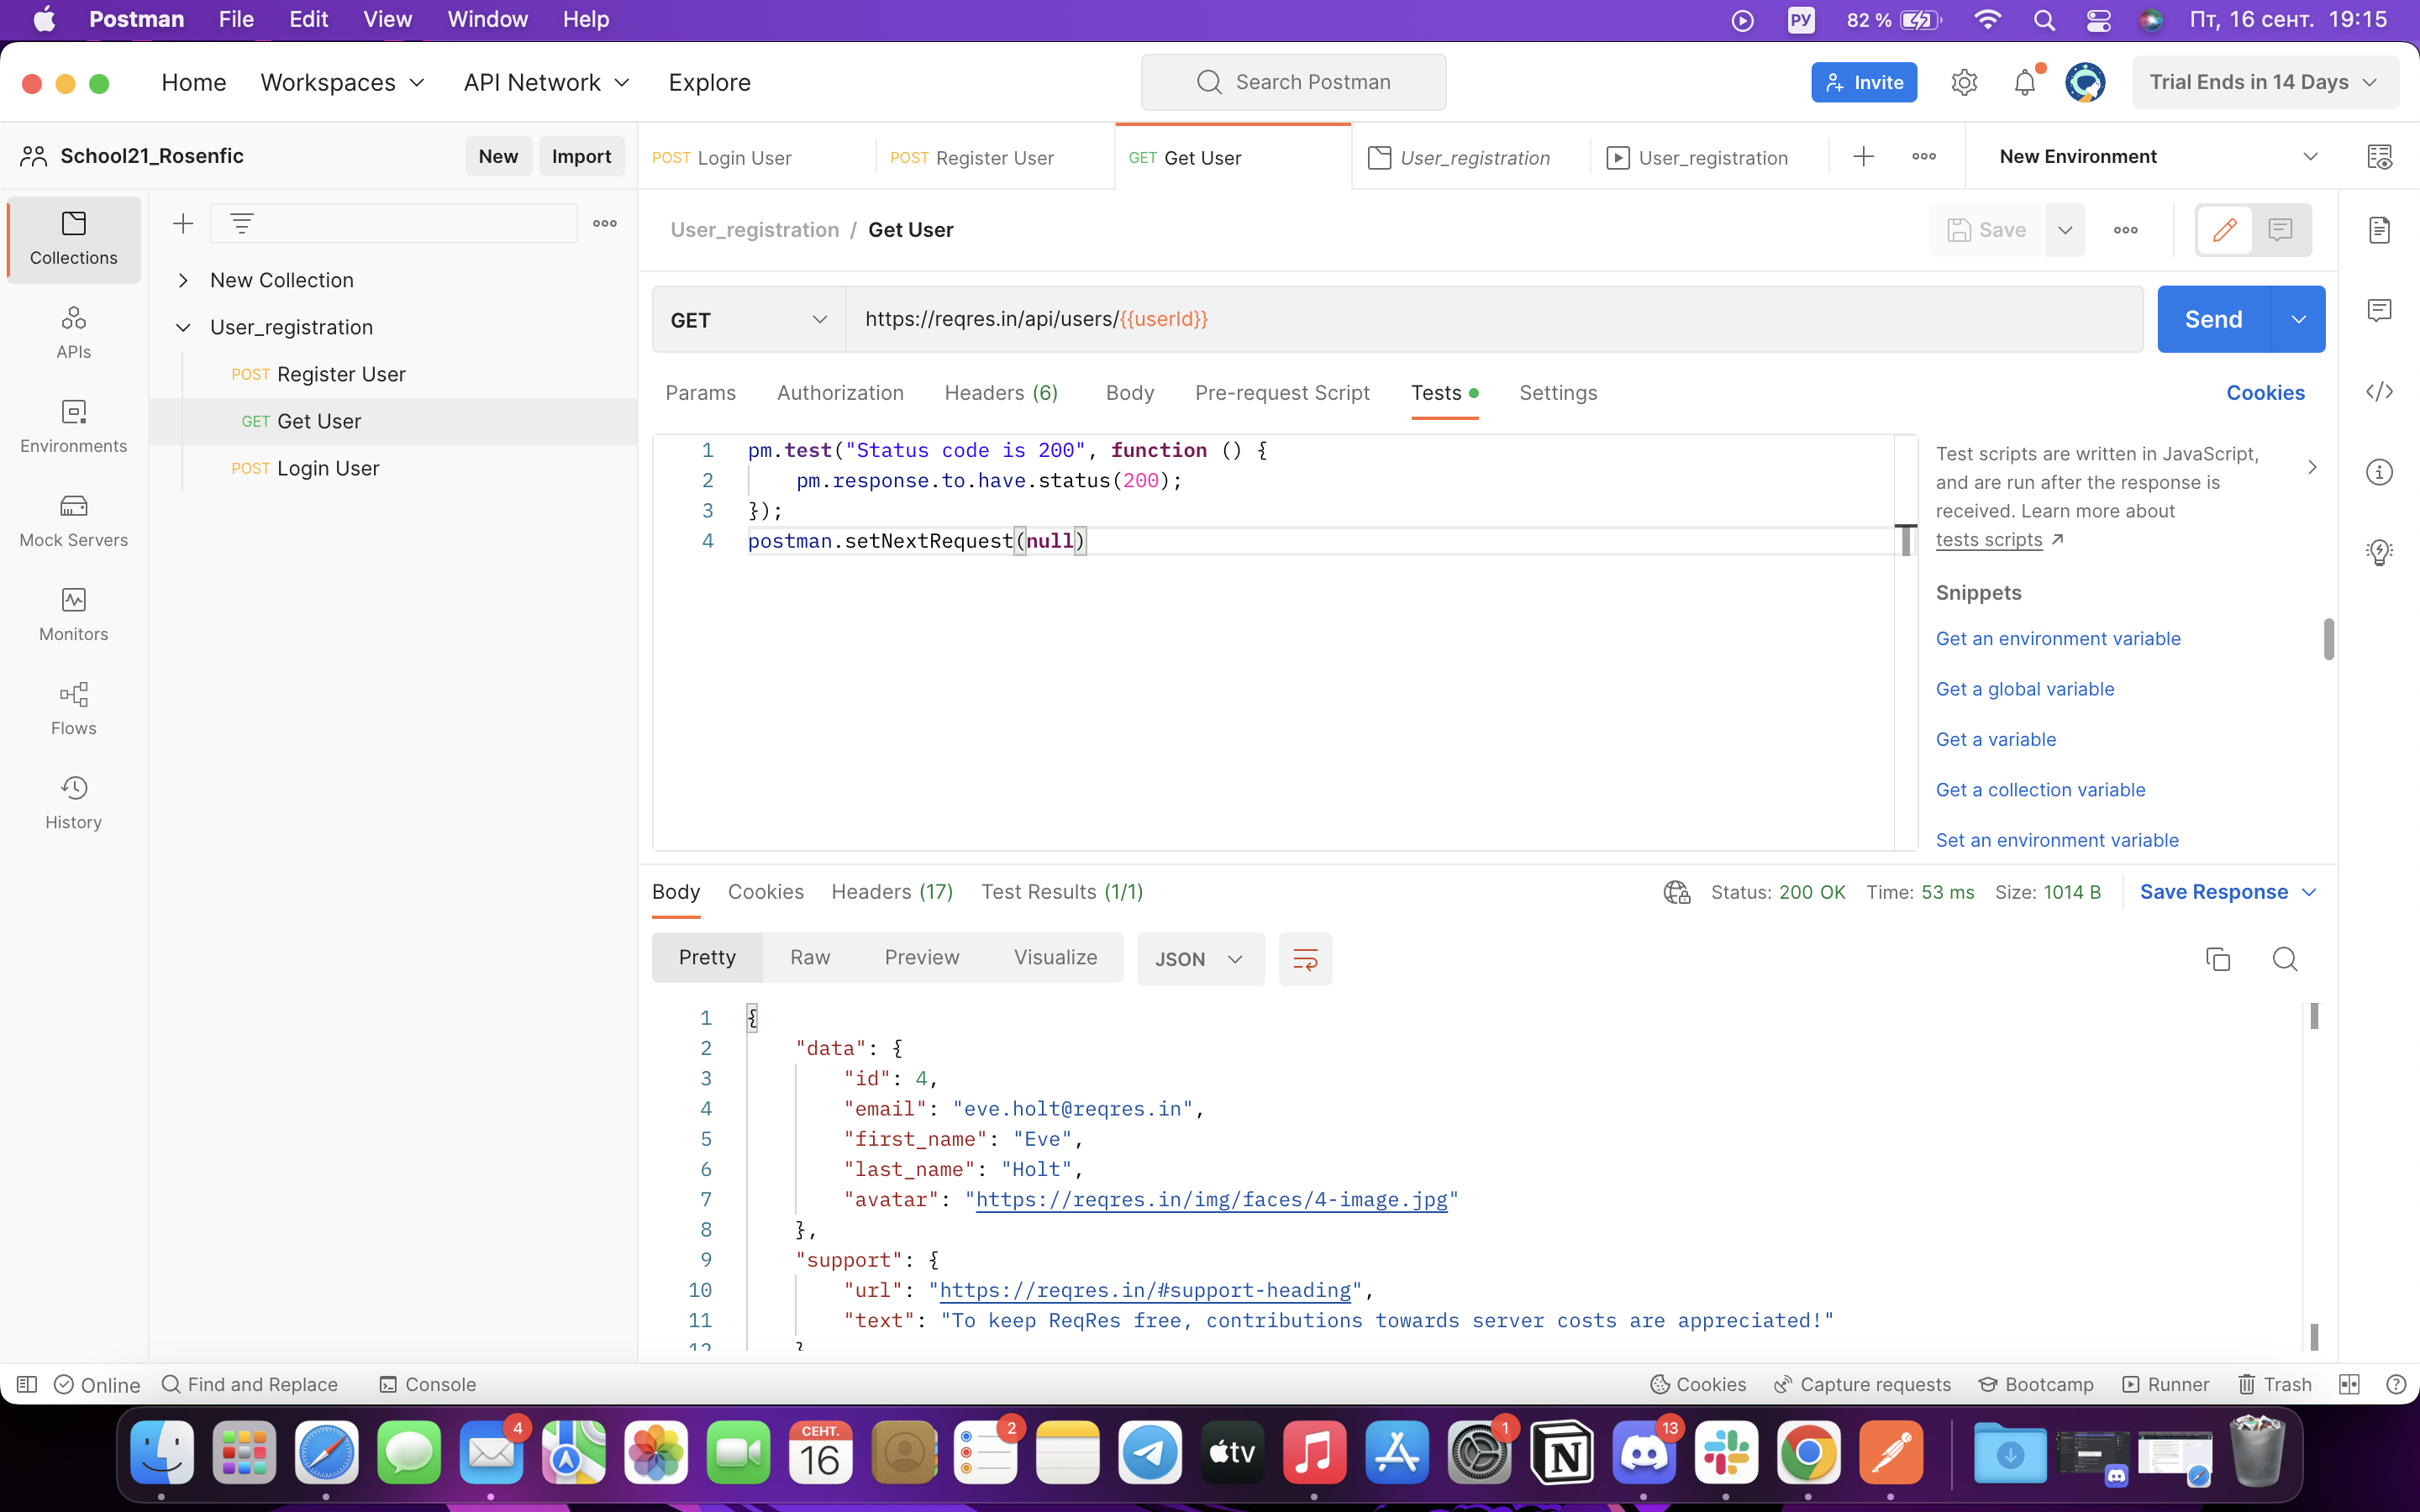 Postman File Edit View Window Help РУ 82 % Пт, 16 сент. 19:15
Home Workspaces API Network Explore Search Postman Invite Trial Ends in 14 Days
School21_Rosenfic New Import POST Login User POST Register User GET Get User User_registration User_registration New Environment
Collections
APIs
Environments
Mock Servers
Monitors
Flows
History
New Collection
User_registration
POST Register User
GET Get User
POST Login User
User_registration / Get User Save
GET https://reqres.in/api/users/{{userId}} Send
Params Authorization Headers (6) Body Pre-request Script Tests Settings Cookies
1 pm.test("Status code is 200", function () {
2 pm.response.to.have.status(200);
3 });
4 postman.setNextRequest(null)
Test scripts are written in JavaScript,
and are run after the response is
received. Learn more about
tests scripts
Snippets
Get an environment variable
Get a global variable
Get a variable
Get a collection variable
Set an environment variable
Body Cookies Headers (17) Test Results (1/1) Status: 200 OK Time: 53 ms Size: 1014 B Save Response
Pretty Raw Preview Visualize JSON
1 {
2 "data": {
3 "id": 4,
4 "email": "eve.holt@reqres.in",
5 "first_name": "Eve",
6 "last_name": "Holt",
7 "avatar": "https://reqres.in/img/faces/4-image.jpg"
8 },
9 "support": {
10 "url": "https://reqres.in/#support-heading",
11 "text": "To keep ReqRes free, contributions towards server costs are appreciated!"
12 }
Online Find and Replace Console Cookies Capture requests Bootcamp Runner Trash
4 СЕНТ. 16 2 tv 1 N 13